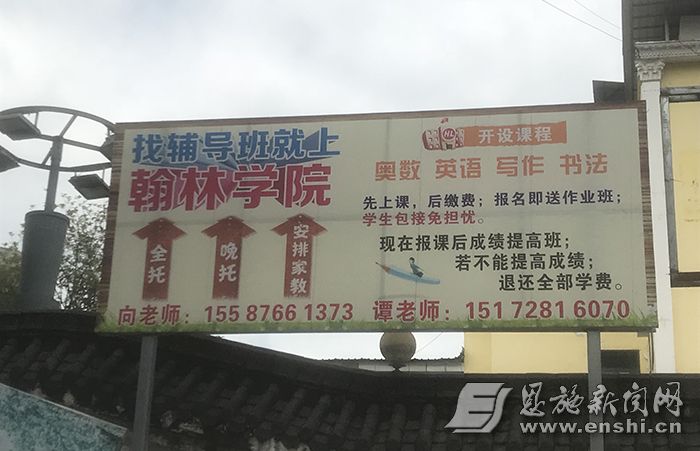 找辅导班就上
翰林学院
全托
晚托
安排家教
HL
开设课程
奥数 英语 写作 书法
先上课，后缴费；报名即送作业班；
学生包接免担忧。
现在报课后成绩提高班；
若不能提高成绩；
退还全部学费。
向老师：155 8766 1373 谭老师：151 7281 6070
恩施新闻网
www.enshi.cn